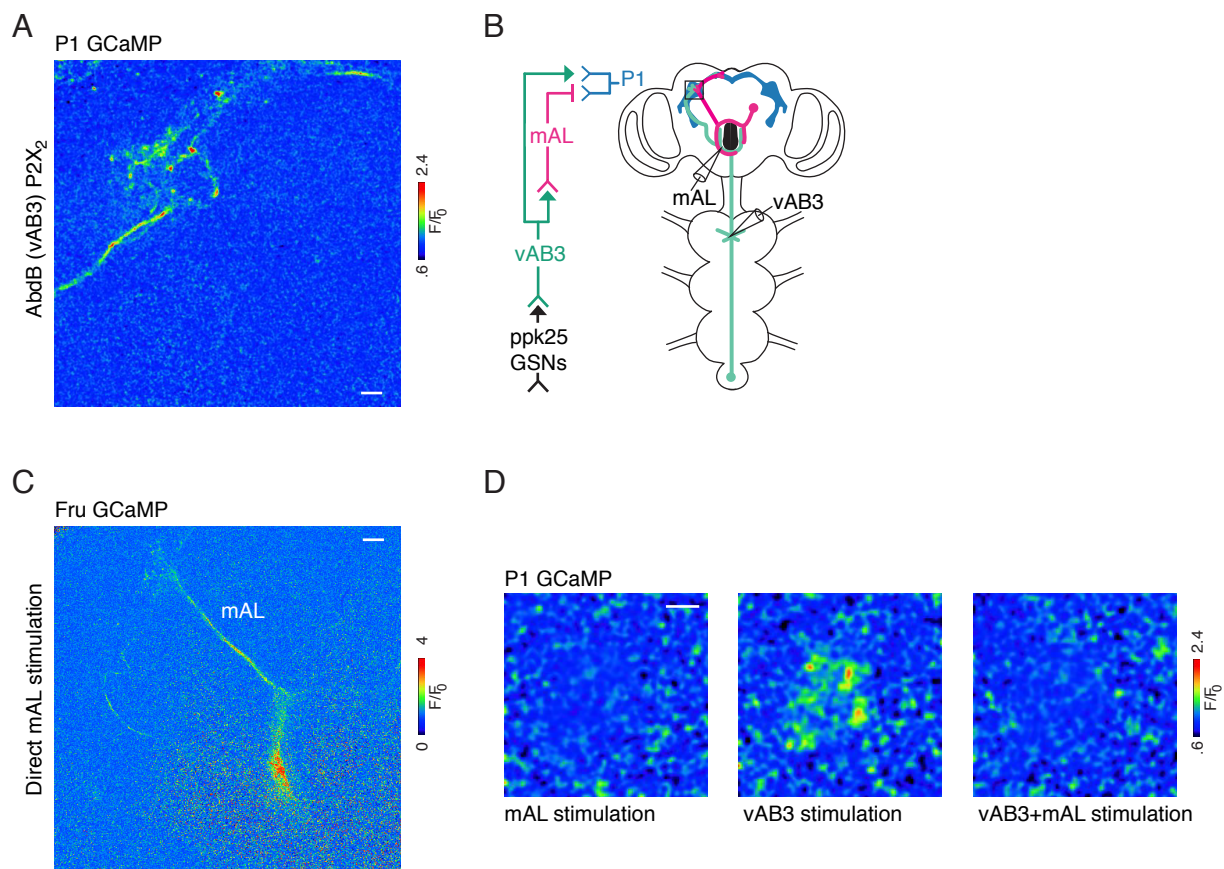 A
P1 GCaMP
AbdB (vAB3) P2X2
.6
2.4
F/F0
B
P1
mAL
vAB3
ppk25
GSNs
mAL
vAB3
C
Fru GCaMP
Direct mAL stimulation
mAL
0
4
F/F0
D
P1 GCaMP
mAL stimulation
vAB3 stimulation
vAB3+mAL stimulation
.6
2.4
F/F0